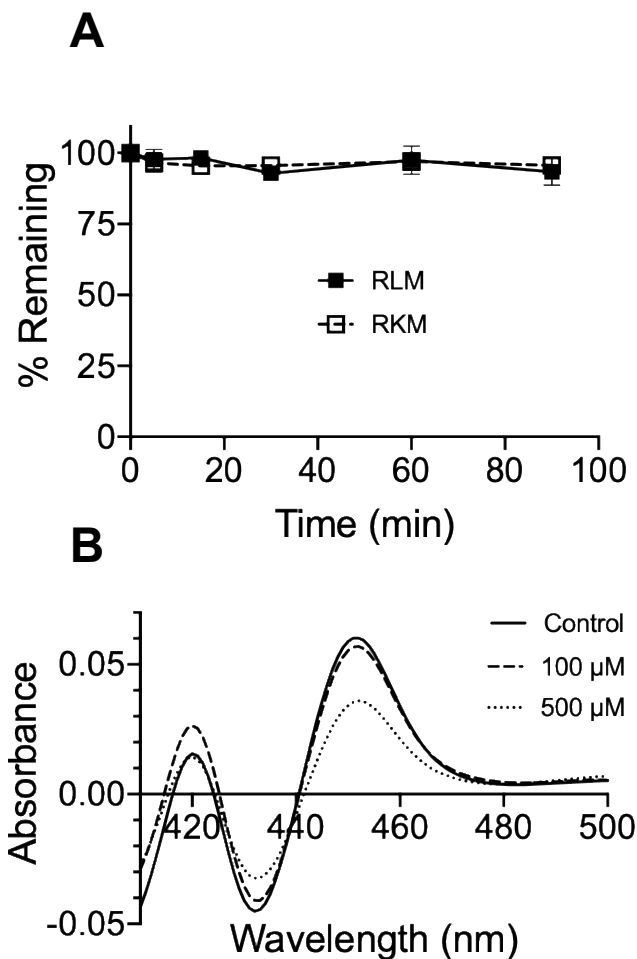 A
% Remaining
100
75
50
25
0
RLM
RKM
0 20 40 60 80 100
Time (min)
B
Absorbance
0.05
0.00
-0.05
Control
100 µM
500 µM
420 440 460 480 500
Wavelength (nm)